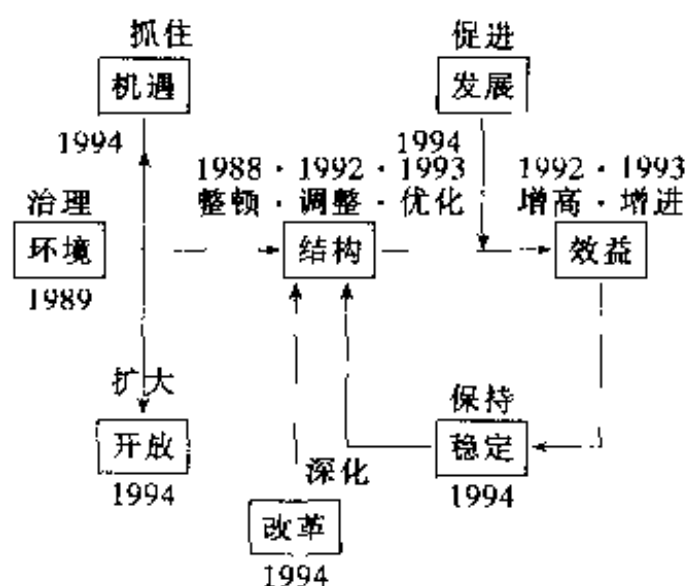 抓住
机遇
1994
促进
发展
1994
治理
环境
1989
1988·1992·1993
整顿·调整·优化
结构
1992·1993
增高·增进
效益
扩大
开放
1994
深化
改革
1994
保持
稳定
1994